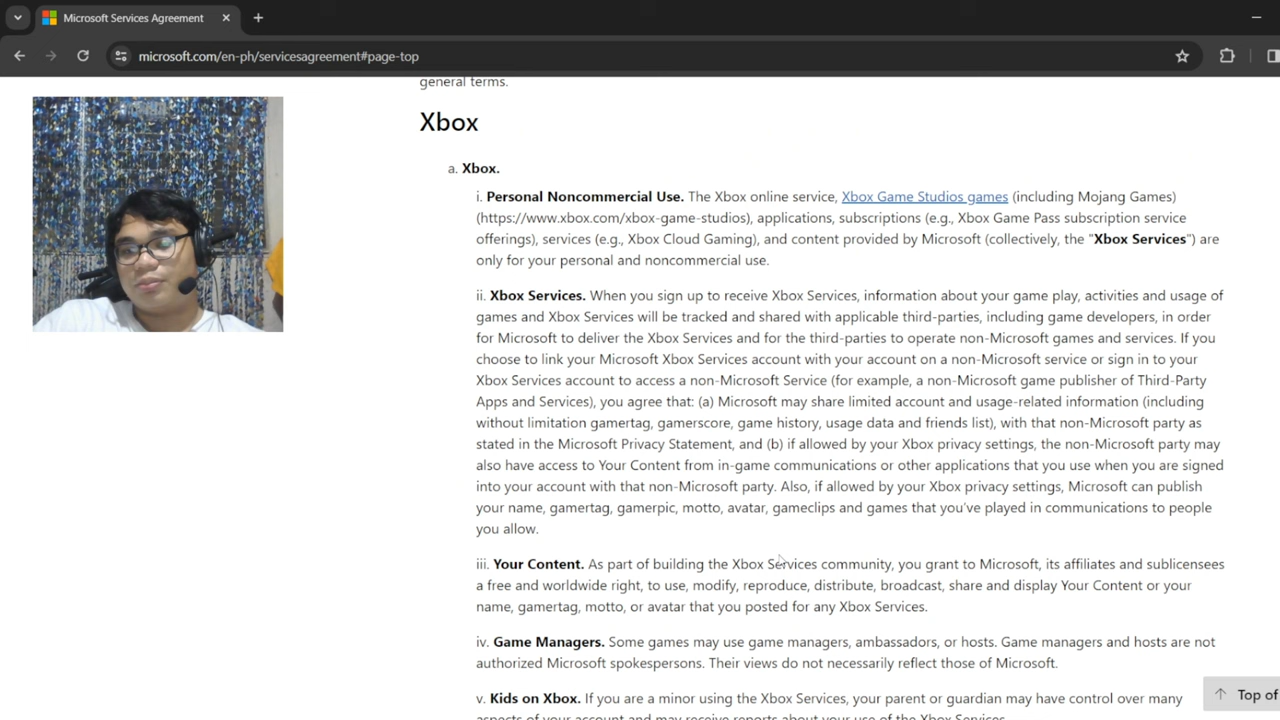 Microsoft Services Agreement
microsoft.com/en-ph/servicesagreement#page-top
general terms.
Xbox
a. Xbox.
i. Personal Noncommercial Use. The Xbox online service, Xbox Game Studios games (including Mojang Games)
(https://www.xbox.com/xbox-game-studios), applications, subscriptions (e.g., Xbox Game Pass subscription service
offerings), services (e.g., Xbox Cloud Gaming), and content provided by Microsoft (collectively, the "Xbox Services") are
only for your personal and noncommercial use.
ii. Xbox Services. When you sign up to receive Xbox Services, information about your game play, activities and usage of
games and Xbox Services will be tracked and shared with applicable third-parties, including game developers, in order
for Microsoft to deliver the Xbox Services and for the third-parties to operate non-Microsoft games and services. If you
choose to link your Microsoft Xbox Services account with your account on a non-Microsoft service or sign in to your
Xbox Services account to access a non-Microsoft Service (for example, a non-Microsoft game publisher of Third-Party
Apps and Services), you agree that: (a) Microsoft may share limited account and usage-related information (including
without limitation gamertag, gamerscore, game history, usage data and friends list), with that non-Microsoft party as
stated in the Microsoft Privacy Statement, and (b) if allowed by your Xbox privacy settings, the non-Microsoft party may
also have access to Your Content from in-game communications or other applications that you use when you are signed
into your account with that non-Microsoft party. Also, if allowed by your Xbox privacy settings, Microsoft can publish
your name, gamertag, gamerpic, motto, avatar, gameclips and games that you've played in communications to people
you allow.
iii. Your Content. As part of building the Xbox Services community, you grant to Microsoft, its affiliates and sublicensees
a free and worldwide right, to use, modify, reproduce, distribute, broadcast, share and display Your Content or your
name, gamertag, motto, or avatar that you posted for any Xbox Services.
iv. Game Managers. Some games may use game managers, ambassadors, or hosts. Game managers and hosts are not
authorized Microsoft spokespersons. Their views do not necessarily reflect those of Microsoft.
Top of
v. Kids on Xbox. If you are a minor using the Xbox Services, your parent or guardian may have control over many
aspects of your account and may receive reports about your use of the Xbox Services.